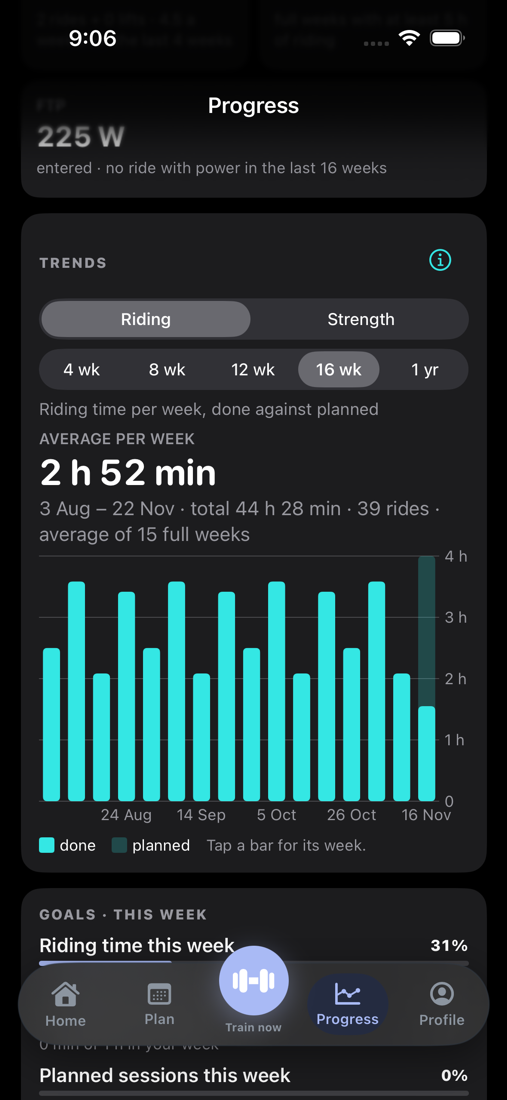 9:06
Progress
FTP
225 W
entered · no ride with power in the last 16 weeks
TRENDS
Riding
Strength
4 wk
8 wk
12 wk
16 wk
1 yr
Riding time per week, done against planned
AVERAGE PER WEEK
2 h 52 min
3 Aug – 22 Nov · total 44 h 28 min · 39 rides ·
average of 15 full weeks
4 h
3 h
2 h
1 h
0
24 Aug
14 Sep
5 Oct
26 Oct
16 Nov
done
planned
Tap a bar for its week.
GOALS · THIS WEEK
Riding time this week
31%
Home
Plan
Train now
Progress
Profile
Planned sessions this week
0%